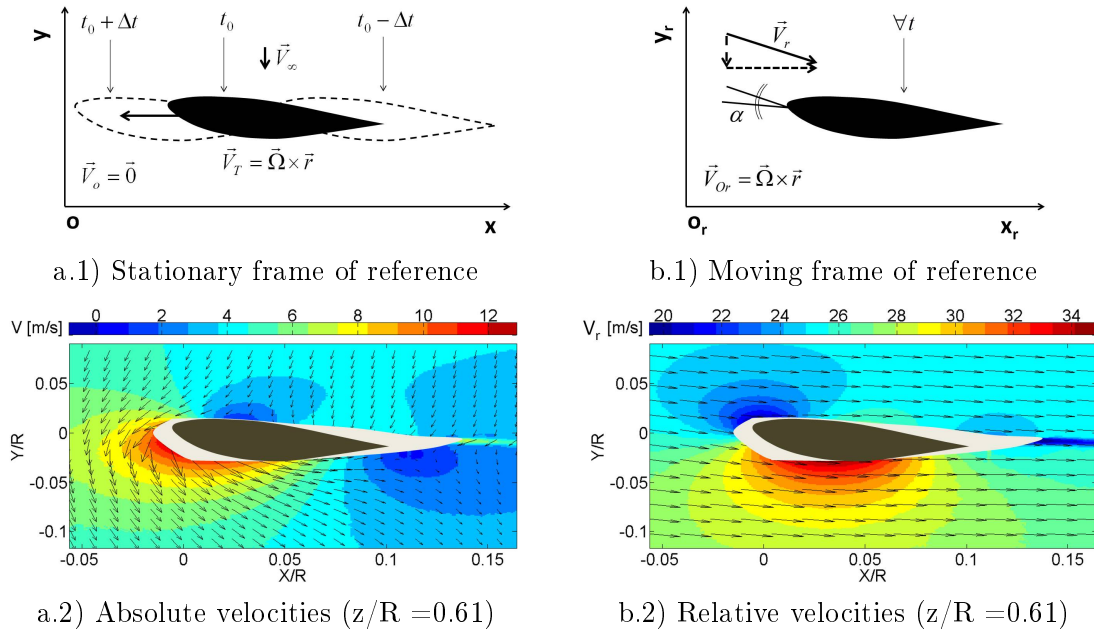 y
t₀ + Δt
t₀
t₀ − Δt
V⃗∞
V⃗o = 0⃗
V⃗T = Ω⃗ × r⃗
o
x
a.1) Stationary frame of reference
yr
V⃗r
∀t
α
V⃗Or = Ω⃗ × r⃗
or
xr
b.1) Moving frame of reference
V [m/s] 0 2 4 6 8 10 12
Y/R
0.05
0
-0.05
-0.1
-0.05 0 0.05 0.1 0.15
X/R
a.2) Absolute velocities (z/R =0.61)
Vr [m/s] 20 22 24 26 28 30 32 34
Y/R
0.05
0
-0.05
-0.1
-0.05 0 0.05 0.1 0.15
X/R
b.2) Relative velocities (z/R =0.61)